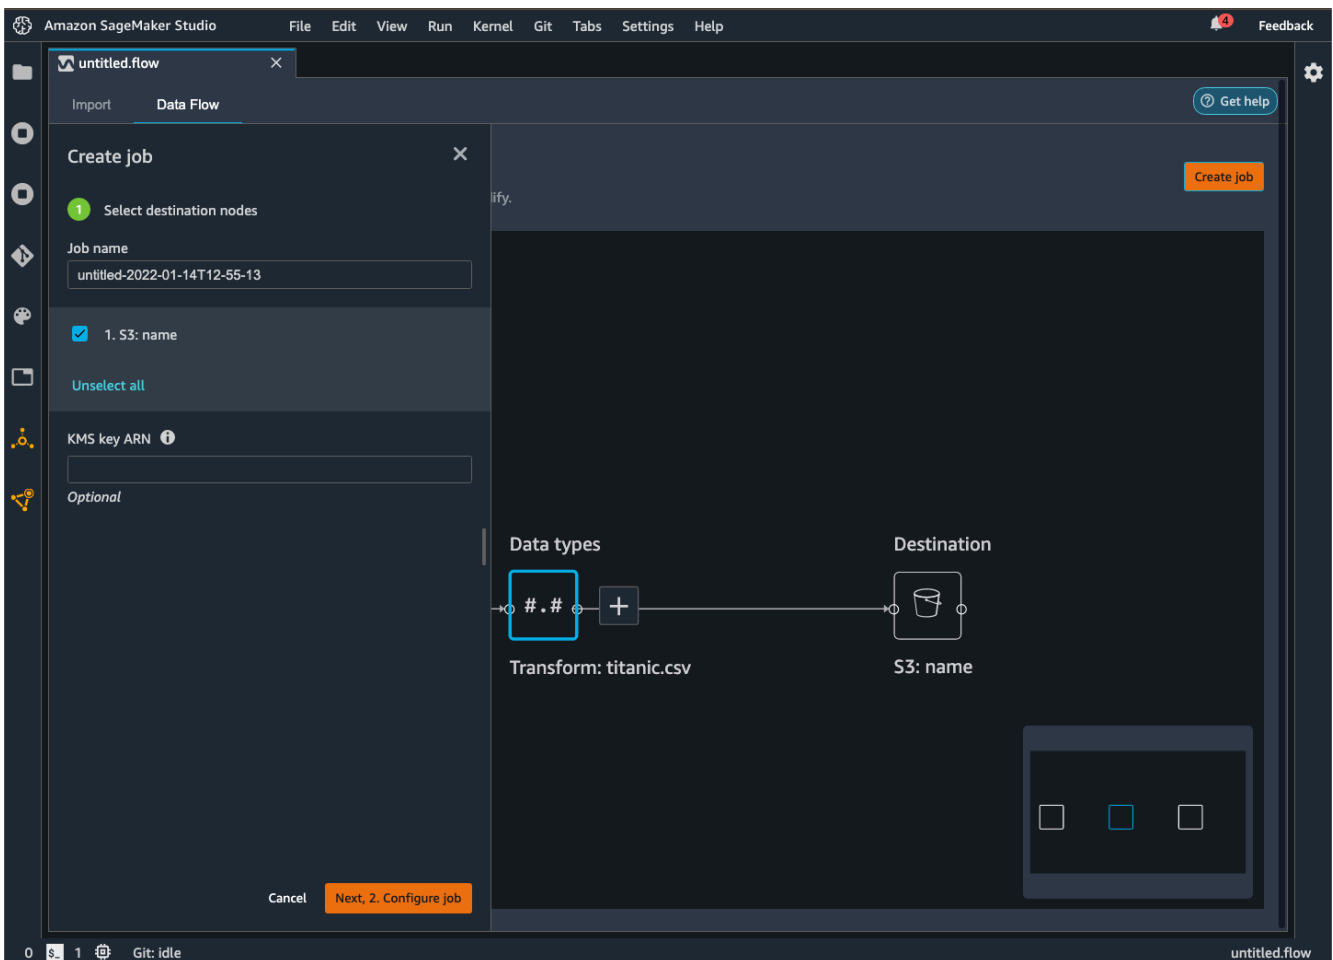 Amazon SageMaker Studio File Edit View Run Kernel Git Tabs Settings Help 4 Feedback
untitled.flow
Import Data Flow
Get help
Create job
Create job
1 Select destination nodes
lify.
Job name
untitled-2022-01-14T12-55-13
1. S3: name
Unselect all
KMS key ARN
Optional
Data types Destination
#.#
Transform: titanic.csv S3: name
Cancel Next, 2. Configure job
0 $_ 1 Git: idle untitled.flow